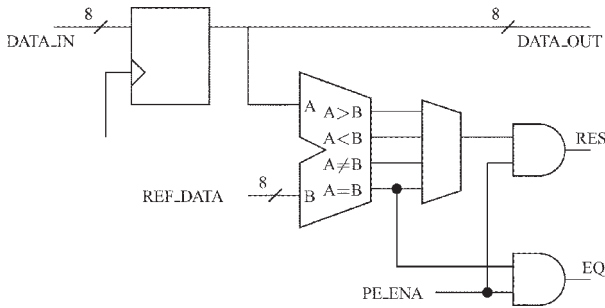 8
8
DATA_IN
DATA_OUT
A
A>B
A<B
RES
A≠B
8
REF_DATA
B
A=B
EQ
PE_ENA